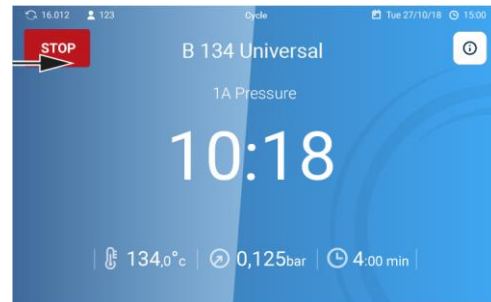 16.012 123 Cycle Tue 27/10/18 15:00
STOP
B 134 Universal
1A Pressure
10:18
134,0°c 0,125bar 4:00 min